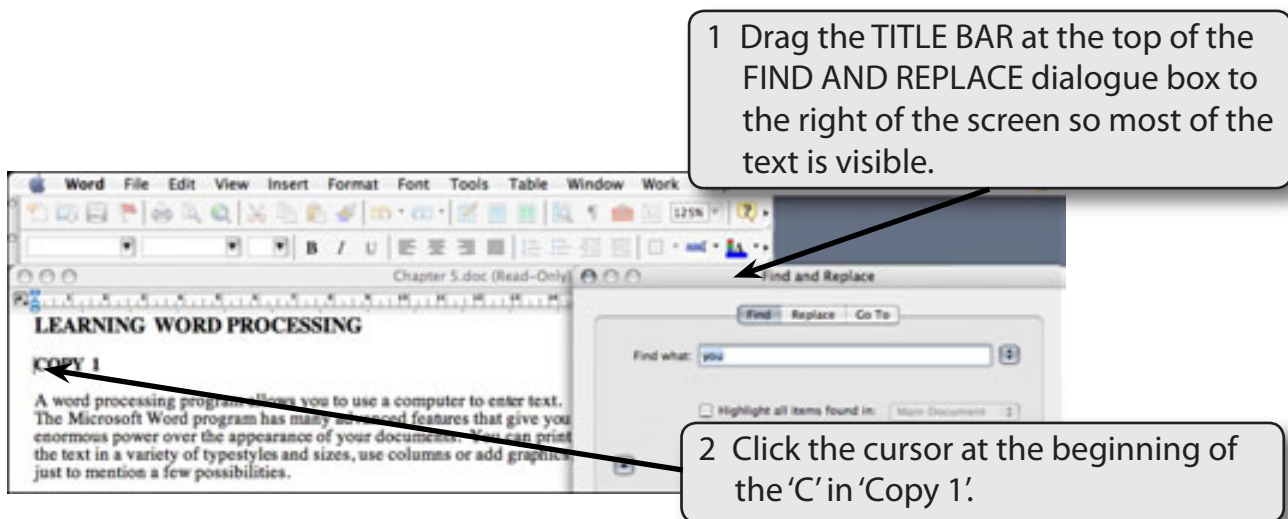 1 Drag the TITLE BAR at the top of the
FIND AND REPLACE dialogue box to
the right of the screen so most of the
text is visible.
Word File Edit View Insert Format Font Tools Table Window Work
125%
B I U
Chapter 5.doc (Read-Only)
Find and Replace
Find Replace Go To
LEARNING WORD PROCESSING
Find what: you
COPY 1
A word processing program allows you to use a computer to enter text.
The Microsoft Word program has many advanced features that give you
enormous power over the appearance of your documents. You can print
the text in a variety of typestyles and sizes, use columns or add graphics
just to mention a few possibilities.
Highlight all items found in: Main Document
2 Click the cursor at the beginning of
the 'C' in 'Copy 1'.